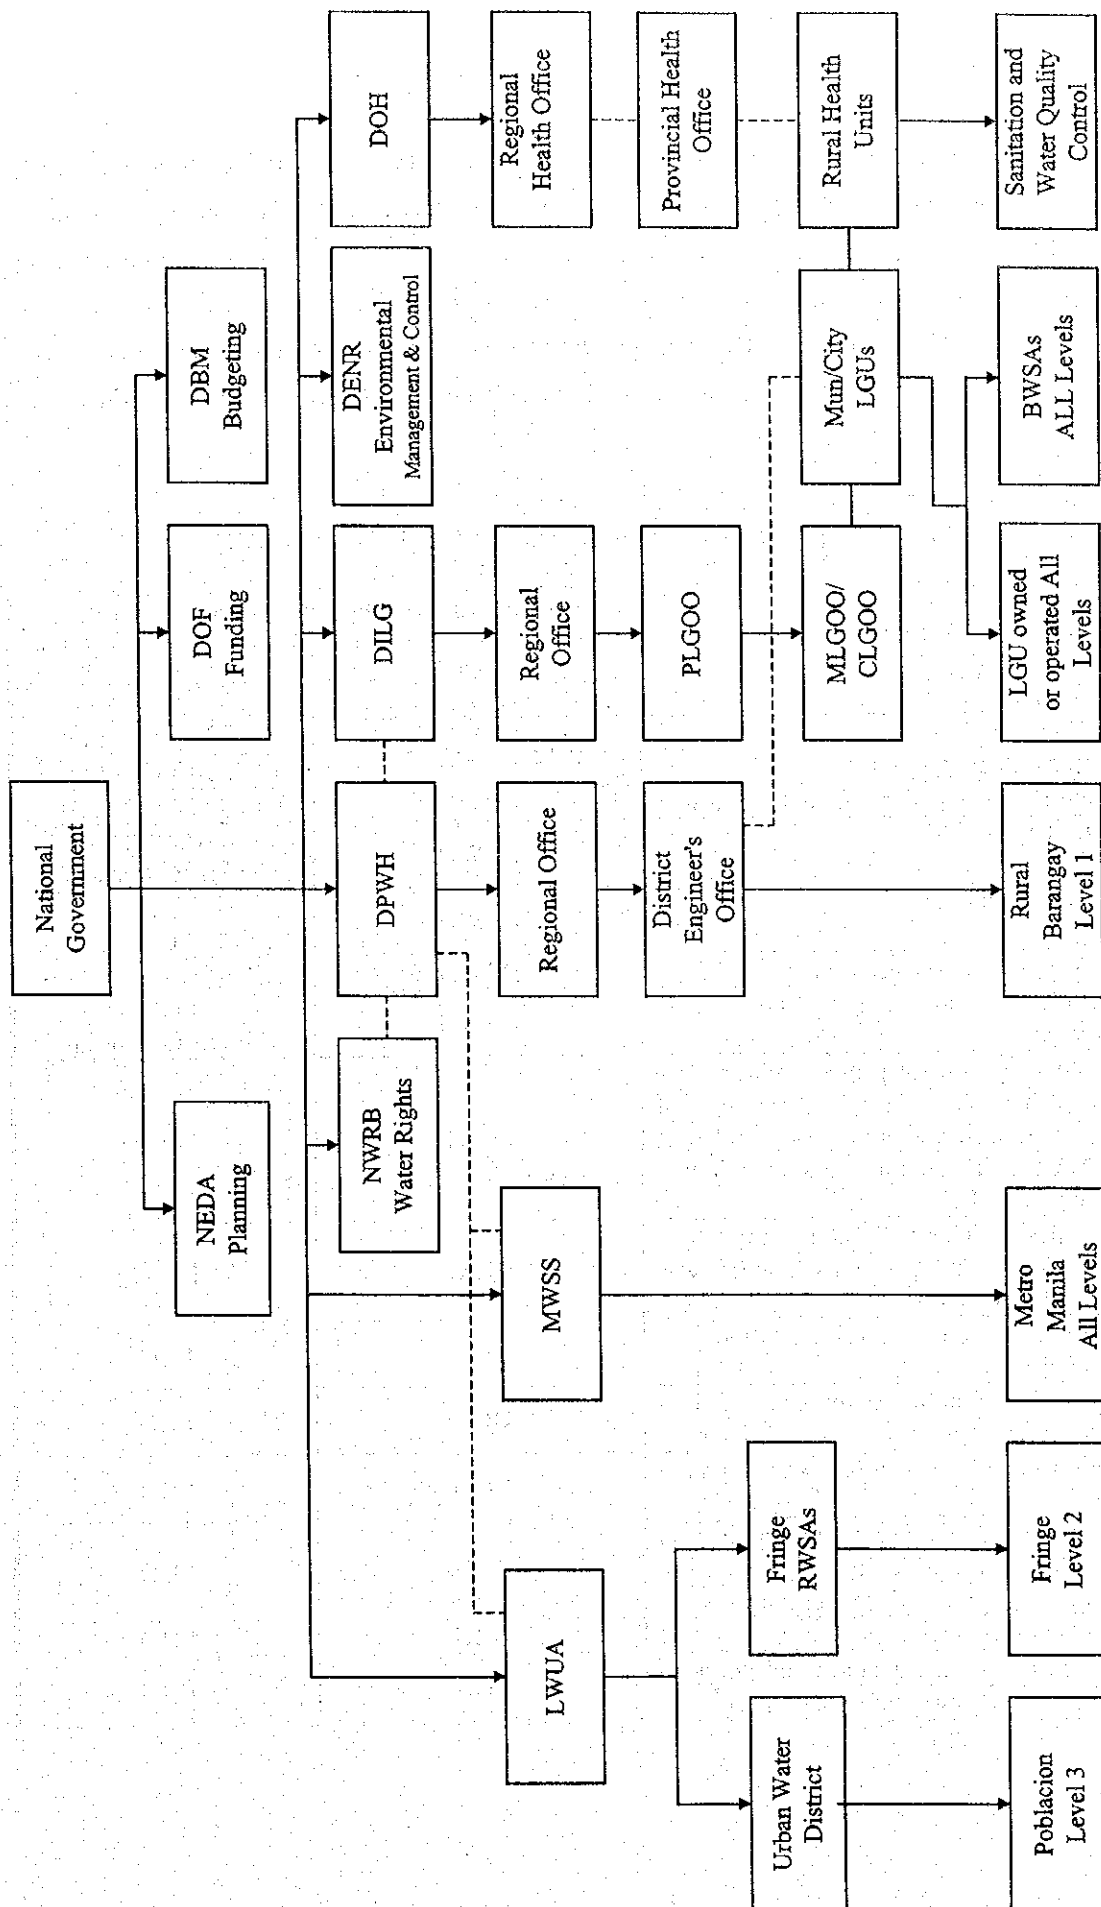 National
Government
NEDA
Planning
DOF
Funding
DBM
Budgeting
NWRB
Water Rights
DPWH
DILG
DENR
Environmental
Management & Control
DOH
LWUA
MWSS
Regional Office
Regional
Office
Regional
Health Office
District
Engineer's
Office
PLGOO
Provincial Health
Office
Urban Water
District
Fringe
RWSAs
MLGOO/
CLGOO
Mun/City
LGUs
Rural Health
Units
Poblacion
Level 3
Fringe
Level 2
Metro
Manila
All Levels
Rural
Barangay
Level 1
LGU owned
or operated All
Levels
BWSAs
ALL Levels
Sanitation and
Water Quality
Control